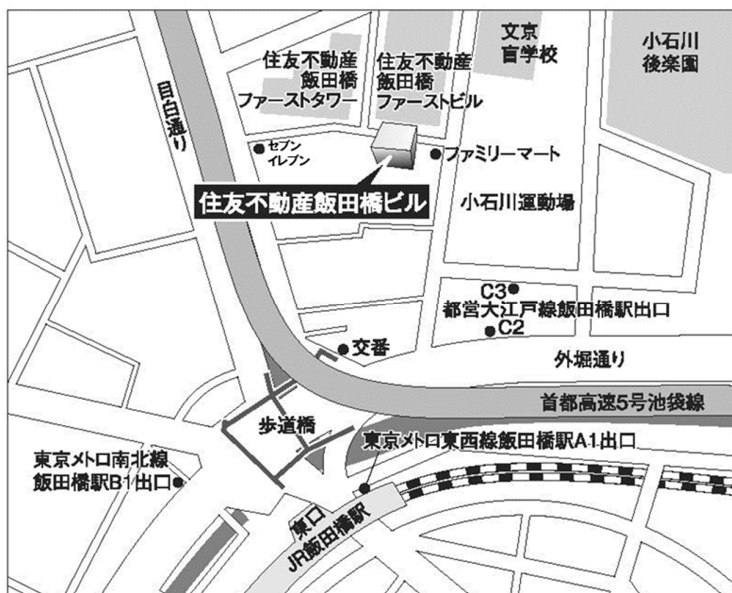 住友不動産
飯田橋
ファーストタワー
住友不動産
飯田橋
ファーストビル
文京
盲学校
小石川
後楽園
目白通り
セブン
イレブン
ファミリーマート
住友不動産飯田橋ビル
小石川運動場
C3
都営大江戸線飯田橋駅出口
C2
交番
外堀通り
首都高速5号池袋線
歩道橋
東京メトロ東西線飯田橋駅A1出口
東京メトロ南北線
飯田橋駅B1出口
東口
JR飯田橋駅